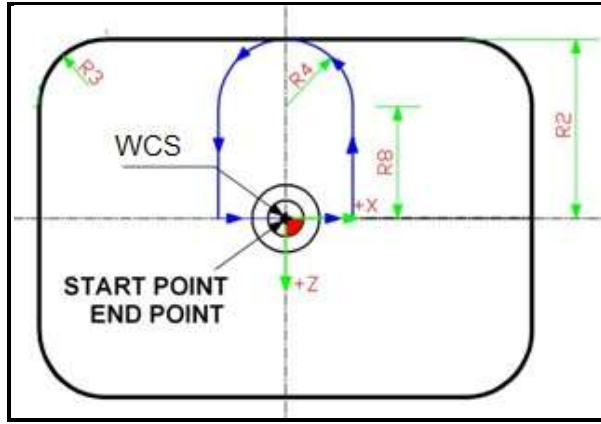 R3
R4
R2
WCS
R8
+X
START POINT
END POINT
+Z